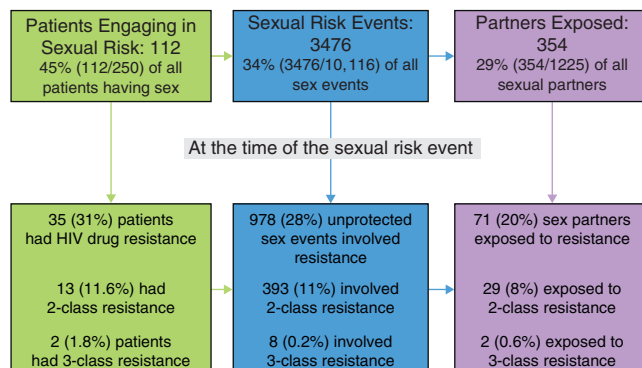 Patients Engaging in
Sexual Risk: 112
45% (112/250) of all
patients having sex
Sexual Risk Events:
3476
34% (3476/10, 116) of all
sex events
Partners Exposed:
354
29% (354/1225) of all
sexual partners
At the time of the sexual risk event
35 (31%) patients
had HIV drug resistance
13 (11.6%) had
2-class resistance
2 (1.8%) patients
had 3-class resistance
978 (28%) unprotected
sex events involved
resistance
393 (11%) involved
2-class resistance
8 (0.2%) involved
3-class resistance
71 (20%) sex partners
exposed to resistance
29 (8%) exposed to
2-class resistance
2 (0.6%) exposed to
3-class resistance